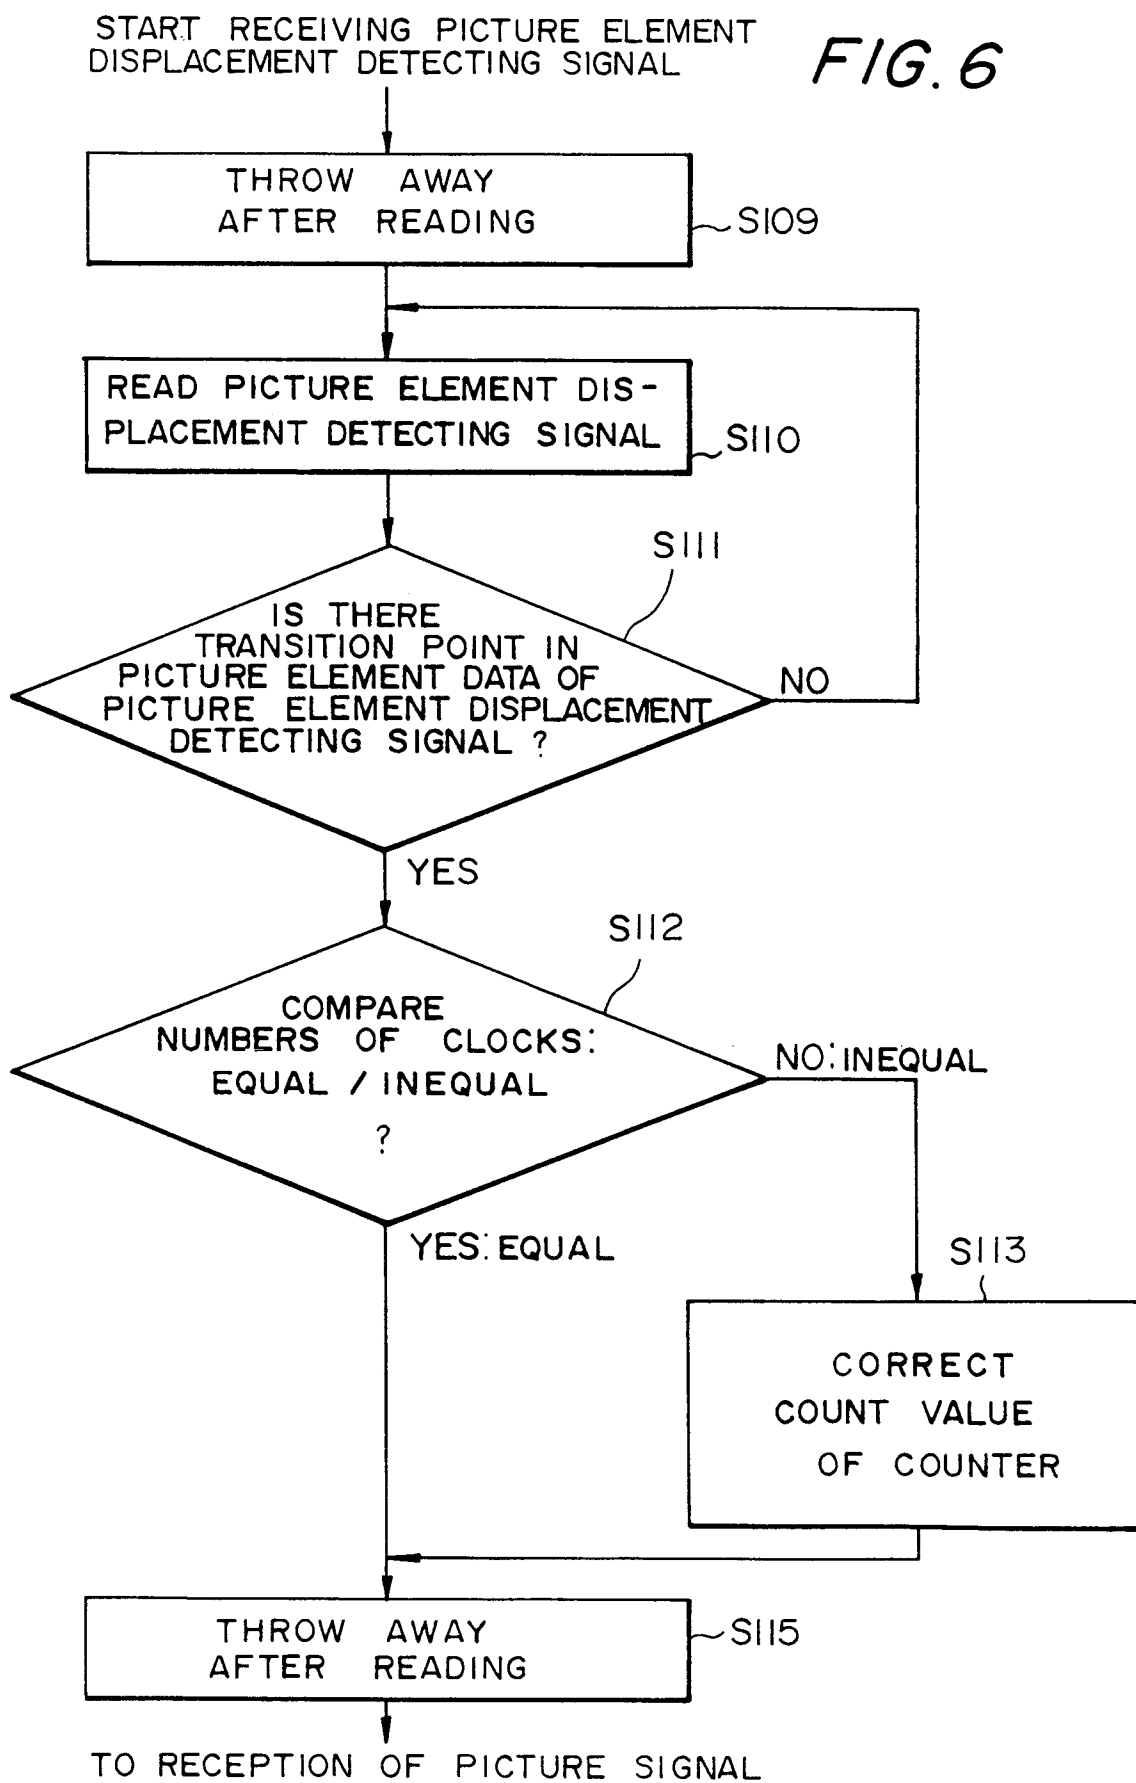 START RECEIVING PICTURE ELEMENT
DISPLACEMENT DETECTING SIGNAL
FIG. 6
THROW AWAY
AFTER READING
S109
READ PICTURE ELEMENT DIS-
PLACEMENT DETECTING SIGNAL
S110
S111
IS THERE
TRANSITION POINT IN
PICTURE ELEMENT DATA OF
PICTURE ELEMENT DISPLACEMENT
DETECTING SIGNAL ?
NO
YES
S112
COMPARE
NUMBERS OF CLOCKS:
EQUAL / INEQUAL
?
NO: INEQUAL
YES: EQUAL
S113
CORRECT
COUNT VALUE
OF COUNTER
THROW AWAY
AFTER READING
S115
TO RECEPTION OF PICTURE SIGNAL